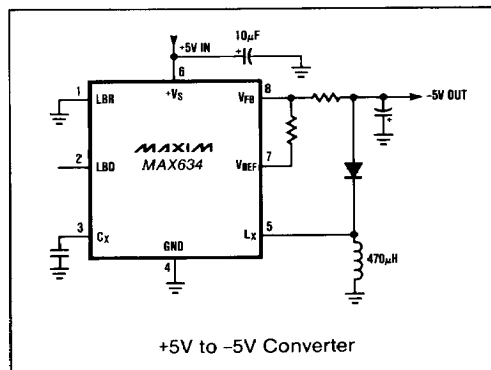 +5V IN
10µF
6
+VS
1
LBR
8
VFB
-5V OUT
MAXIM
MAX634
2
LBD
7
VREF
3
CX
5
LX
GND
4
470µH
+5V to -5V Converter